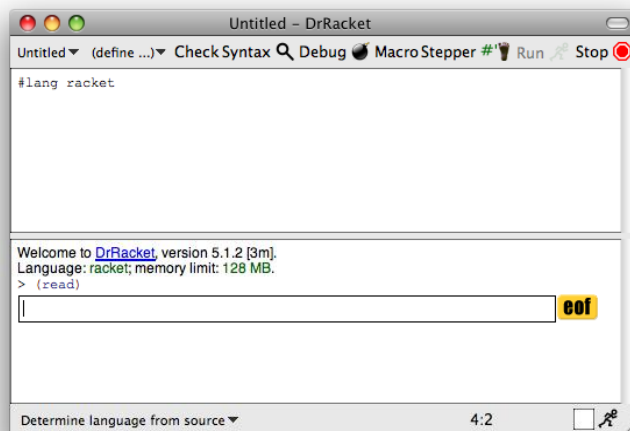 Untitled - DrRacket
Untitled (define ...) Check Syntax Debug Macro Stepper #' Run Stop
#lang racket
Welcome to DrRacket, version 5.1.2 [3m].
Language: racket; memory limit: 128 MB.
> (read)
eof
Determine language from source 4:2